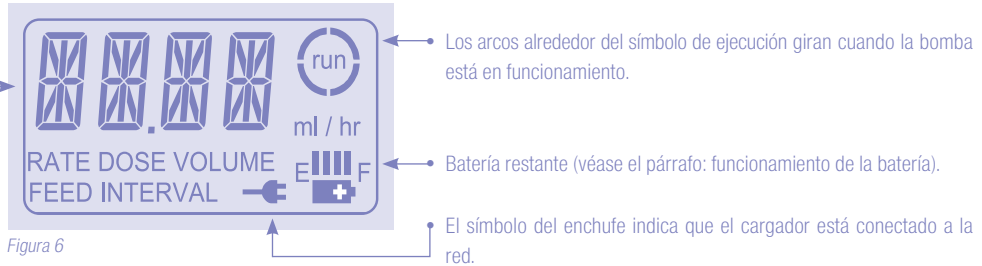 run
ml / hr
RATE DOSE VOLUME
FEED INTERVAL
E F
Los arcos alrededor del símbolo de ejecución giran cuando la bomba
está en funcionamiento.
Batería restante (véase el párrafo: funcionamiento de la batería).
El símbolo del enchufe indica que el cargador está conectado a la
red.
Figura 6